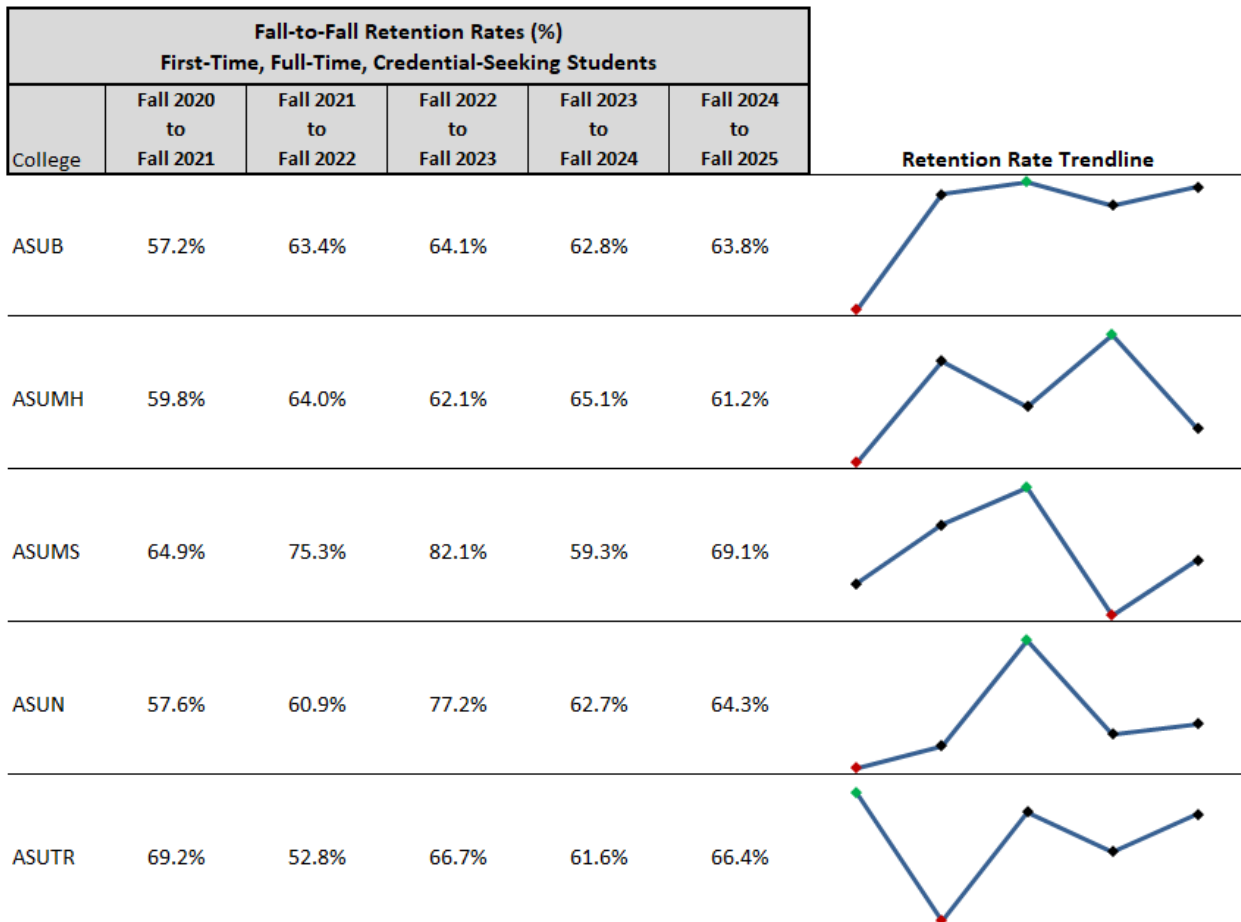 Fall-to-Fall Retention Rates (%)
First-Time, Full-Time, Credential-Seeking Students
Fall 2020 Fall 2021 Fall 2022 Fall 2023 Fall 2024
to to to to to
College Fall 2021 Fall 2022 Fall 2023 Fall 2024 Fall 2025 Retention Rate Trendline
ASUB 57.2% 63.4% 64.1% 62.8% 63.8%
ASUMH 59.8% 64.0% 62.1% 65.1% 61.2%
ASUMS 64.9% 75.3% 82.1% 59.3% 69.1%
ASUN 57.6% 60.9% 77.2% 62.7% 64.3%
ASUTR 69.2% 52.8% 66.7% 61.6% 66.4%